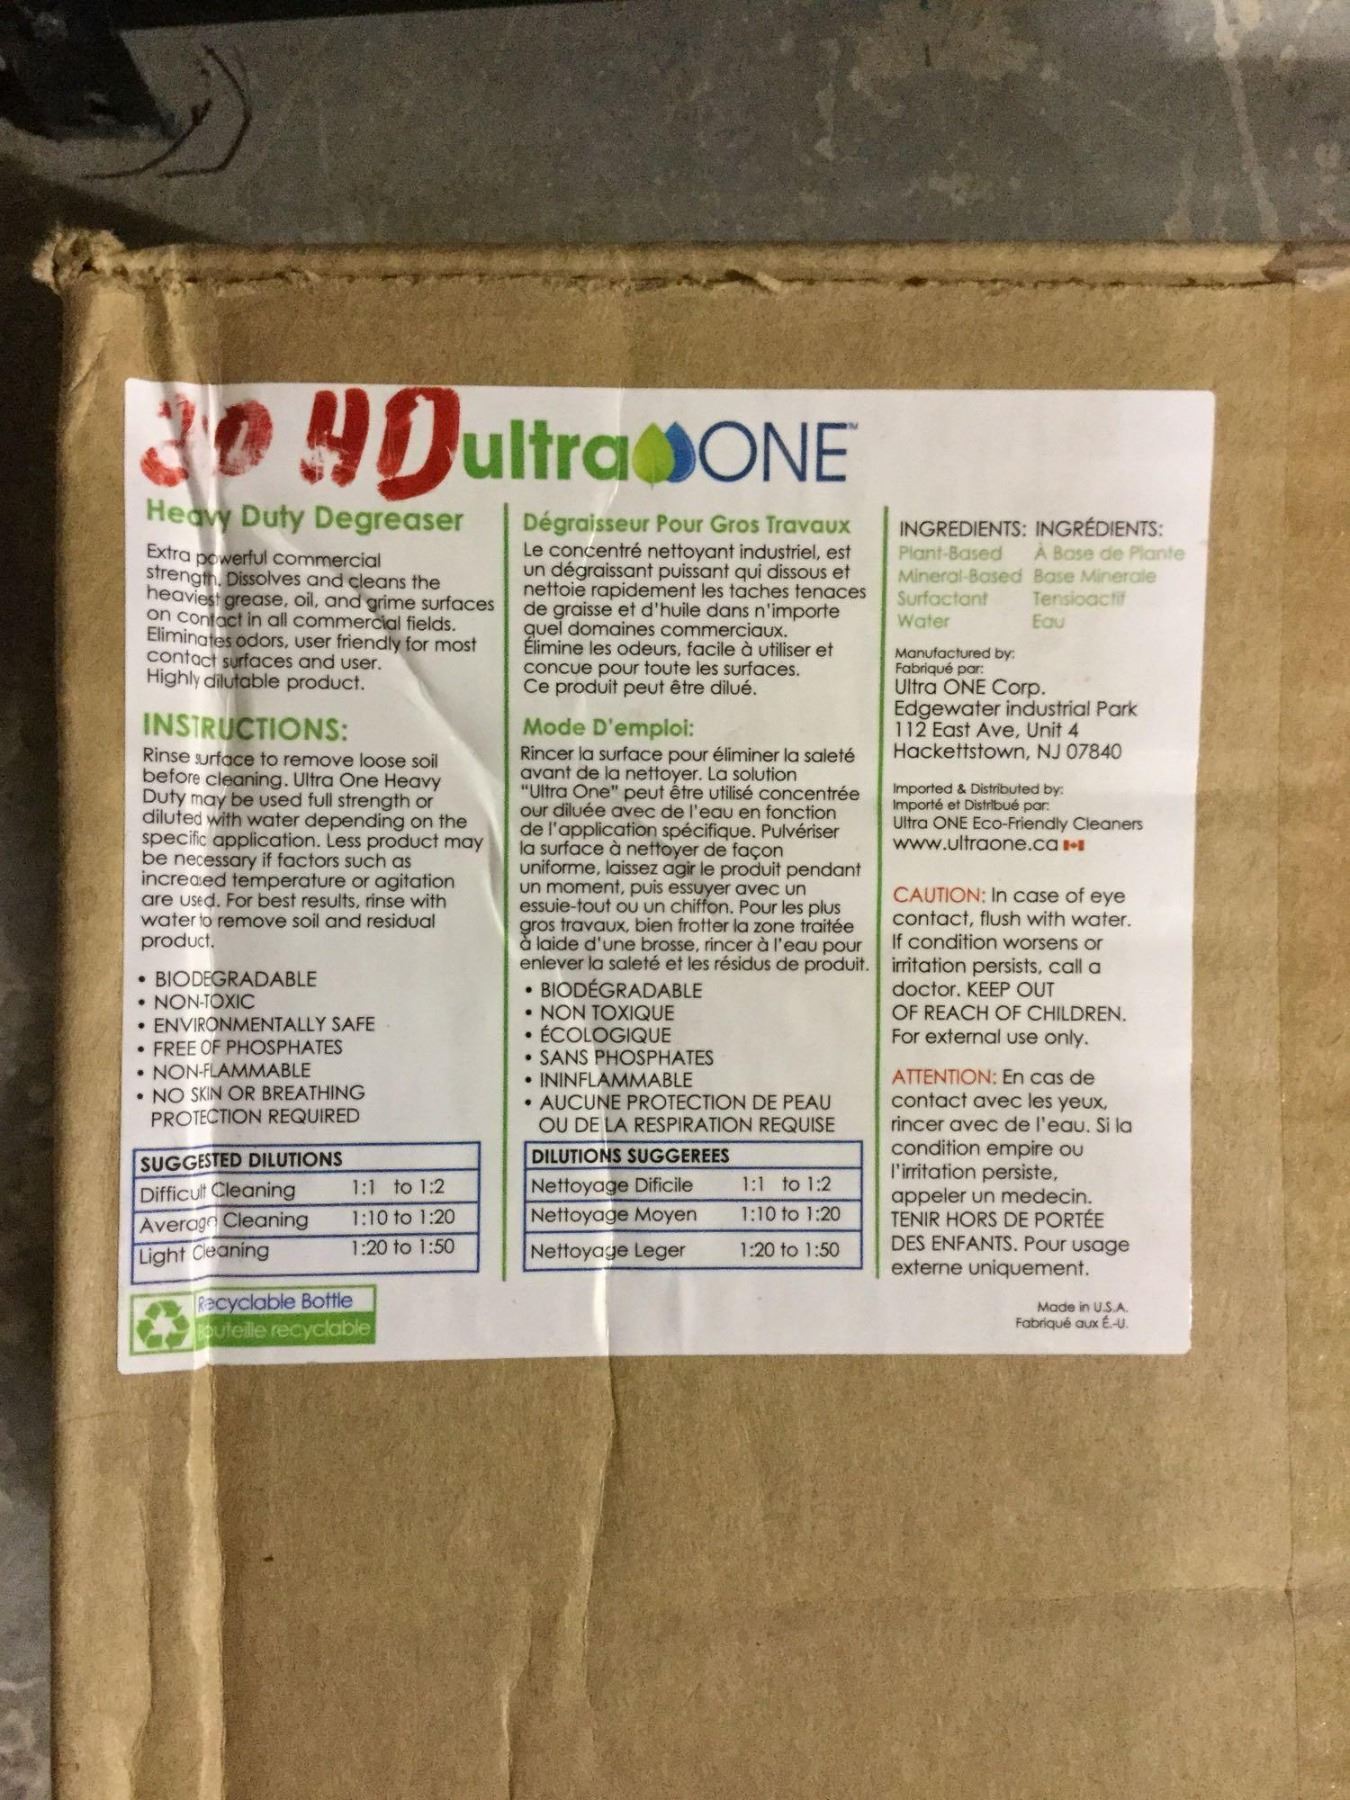 30 HD
ultra ONE™
Heavy Duty Degreaser
Extra powerful commercial
strength. Dissolves and cleans the
heaviest grease, oil, and grime surfaces
on contact in all commercial fields.
Eliminates odors, user friendly for most
contact surfaces and user.
Highly dilutable product.
INSTRUCTIONS:
Rinse surface to remove loose soil
before cleaning. Ultra One Heavy
Duty may be used full strength or
diluted with water depending on the
specific application. Less product may
be necessary if factors such as
increased temperature or agitation
are used. For best results, rinse with
water to remove soil and residual
product.
• BIODEGRADABLE
• NON-TOXIC
• ENVIRONMENTALLY SAFE
• FREE OF PHOSPHATES
• NON-FLAMMABLE
• NO SKIN OR BREATHING
PROTECTION REQUIRED
SUGGESTED DILUTIONS
Difficult Cleaning 1:1 to 1:2
Average Cleaning 1:10 to 1:20
Light Cleaning 1:20 to 1:50
Recyclable Bottle
Bouteille recyclable
Dégraisseur Pour Gros Travaux
Le concentré nettoyant industriel, est
un dégraissant puissant qui dissous et
nettoie rapidement les taches tenaces
de graisse et d'huile dans n'importe
quel domaines commerciaux.
Élimine les odeurs, facile à utiliser et
concue pour toute les surfaces.
Ce produit peut être dilué.
Mode D'emploi:
Rincer la surface pour éliminer la saleté
avant de la nettoyer. La solution
"Ultra One" peut être utilisé concentrée
our diluée avec de l'eau en fonction
de l'application spécifique. Pulvériser
la surface à nettoyer de façon
uniforme, laissez agir le produit pendant
un moment, puis essuyer avec un
essuie-tout ou un chiffon. Pour les plus
gros travaux, bien frotter la zone traitée
à laide d'une brosse, rincer à l'eau pour
enlever la saleté et les résidus de produit.
• BIODÉGRADABLE
• NON TOXIQUE
• ÉCOLOGIQUE
• SANS PHOSPHATES
• ININFLAMMABLE
• AUCUNE PROTECTION DE PEAU
OU DE LA RESPIRATION REQUISE
DILUTIONS SUGGEREES
Nettoyage Dificile 1:1 to 1:2
Nettoyage Moyen 1:10 to 1:20
Nettoyage Leger 1:20 to 1:50
INGREDIENTS: INGRÉDIENTS:
Plant-Based À Base de Plante
Mineral-Based Base Minerale
Surfactant Tensioactif
Water Eau
Manufactured by:
Fabriqué par:
Ultra ONE Corp.
Edgewater industrial Park
112 East Ave, Unit 4
Hackettstown, NJ 07840
Imported & Distributed by:
Importé et Distribué par:
Ultra ONE Eco-Friendly Cleaners
www.ultraone.ca
CAUTION: In case of eye
contact, flush with water.
If condition worsens or
irritation persists, call a
doctor. KEEP OUT
OF REACH OF CHILDREN.
For external use only.
ATTENTION: En cas de
contact avec les yeux,
rincer avec de l'eau. Si la
condition empire ou
l'irritation persiste,
appeler un medecin.
TENIR HORS DE PORTÉE
DES ENFANTS. Pour usage
externe uniquement.
Made in U.S.A.
Fabriqué aux É.-U.